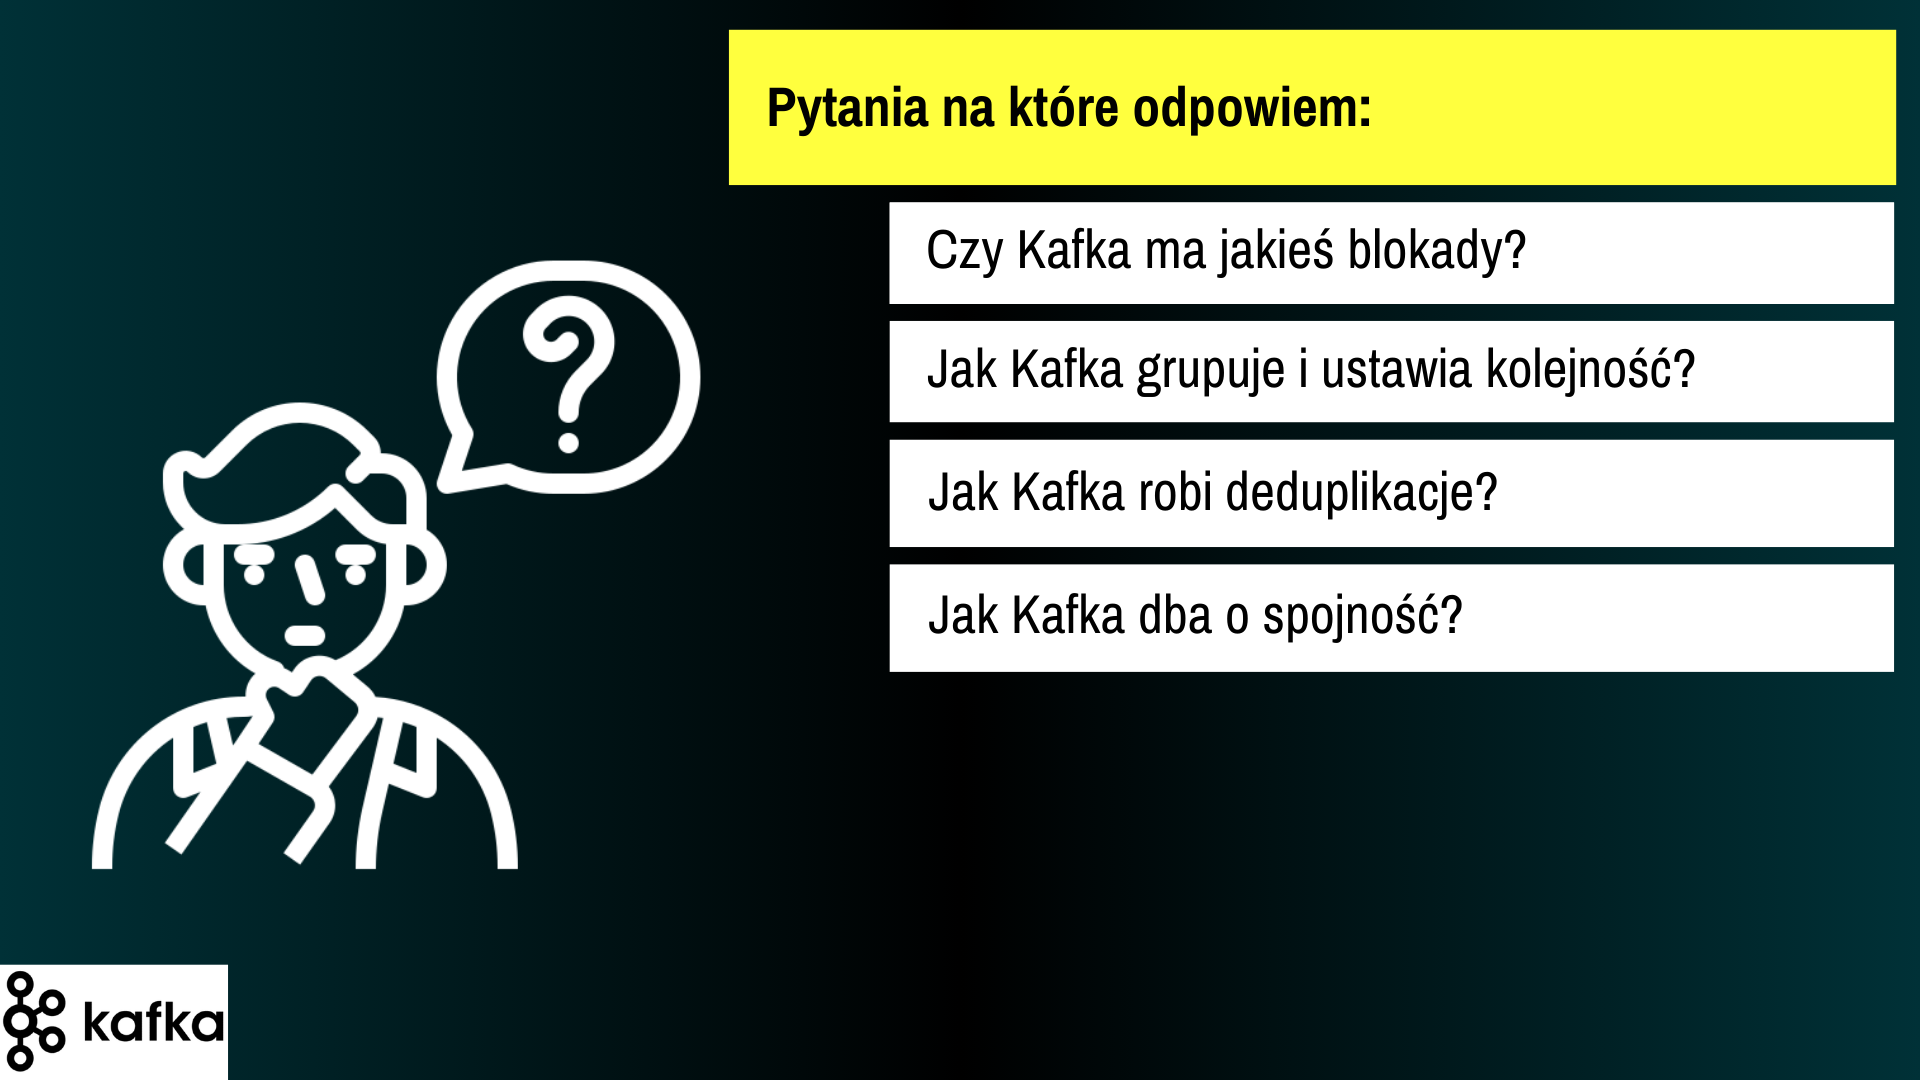 Pytania na które odpowiem:
Czy Kafka ma jakieś blokady?
Jak Kafka grupuje i ustawia kolejność?
Jak Kafka robi deduplikacje?
Jak Kafka dba o spojność?
kafka